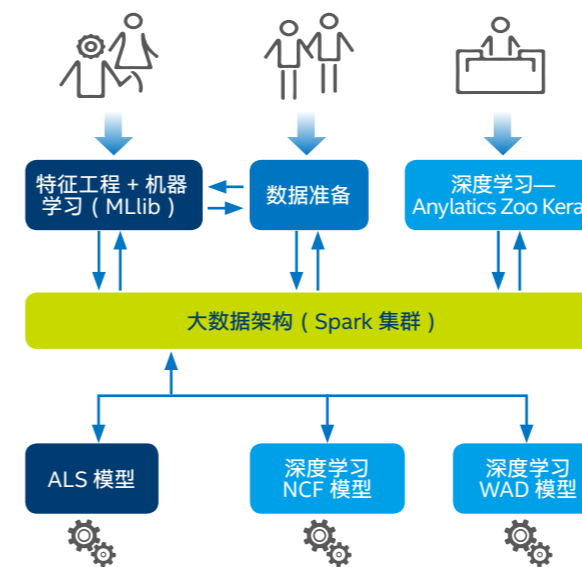 特征工程 + 机器
学习（MLlib）
数据准备
深度学习—
Anylatics Zoo Kera
大数据架构（Spark 集群）
ALS 模型
深度学习
NCF 模型
深度学习
WAD 模型